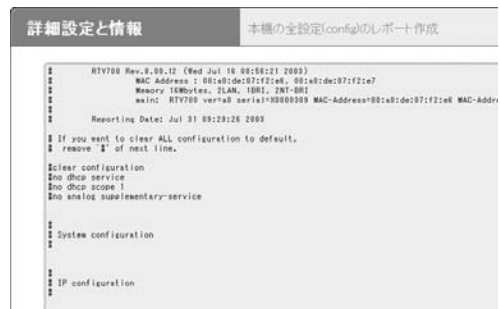 詳細設定と情報
本機の全設定(config)のレポート作成
# RTV700 Rev.8.00.12 (Wed Jul 16 08:56:21 2003)
# MAC Address : 00:a0:de:07:f2:e6, 00:a0:de:07:f2:e7
# Memory 16Mbytes, 2LAN, 1BRI, 2NT-BRI
# main: RTV700 ver=a0 serial=X0000309 MAC-Address=00:a0:de:07:f2:e6 MAC-Addre
# Reporting Date: Jul 31 09:29:26 2003
#
# If you want to clear ALL configuration to default,
# remove '#' of next line.
#
#clear configuration
#no dhcp service
#no dhcp scope 1
#no analog supplementary-service
#
# System configuration
#
#
# IP configuration
#